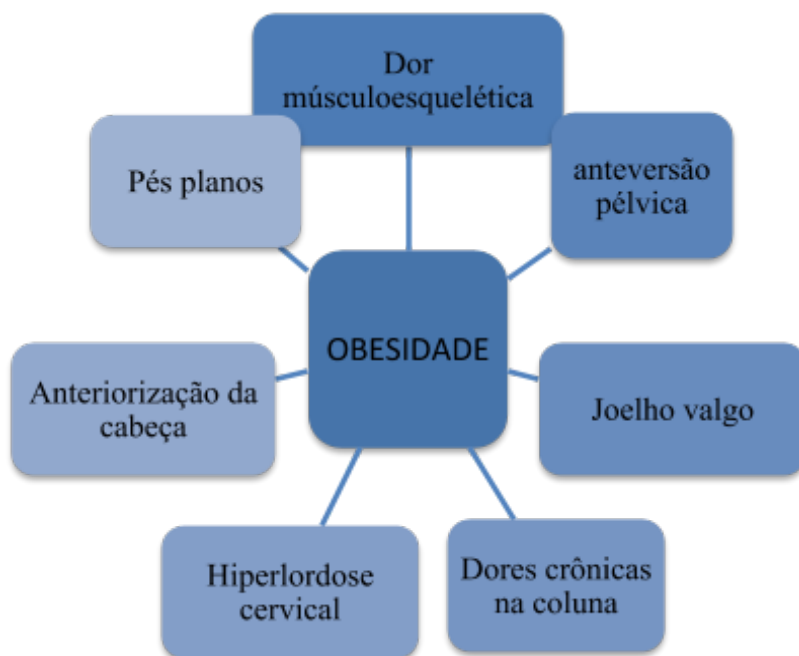 Dor
músculoesquelética
Pés planos
anteversão
pélvica
OBESIDADE
Anteriorização da
cabeça
Joelho valgo
Hiperlordose
cervical
Dores crônicas
na coluna